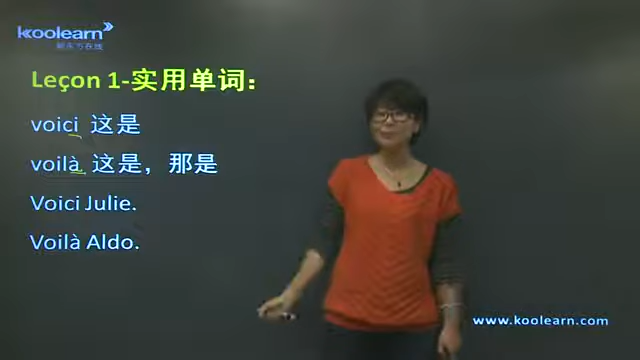 koolearn
新东方在线
Leçon 1-实用单词：
voici 这是
voilà 这是，那是
Voici Julie.
Voilà Aldo.
www.koolearn.com